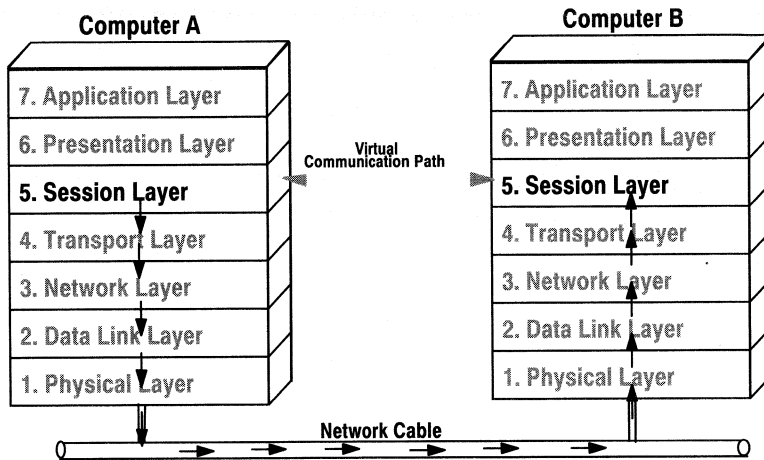 Computer A
7. Application Layer
6. Presentation Layer
5. Session Layer
4. Transport Layer
3. Network Layer
2. Data Link Layer
1. Physical Layer
Virtual
Communication Path
Computer B
7. Application Layer
6. Presentation Layer
5. Session Layer
4. Transport Layer
3. Network Layer
2. Data Link Layer
1. Physical Layer
Network Cable